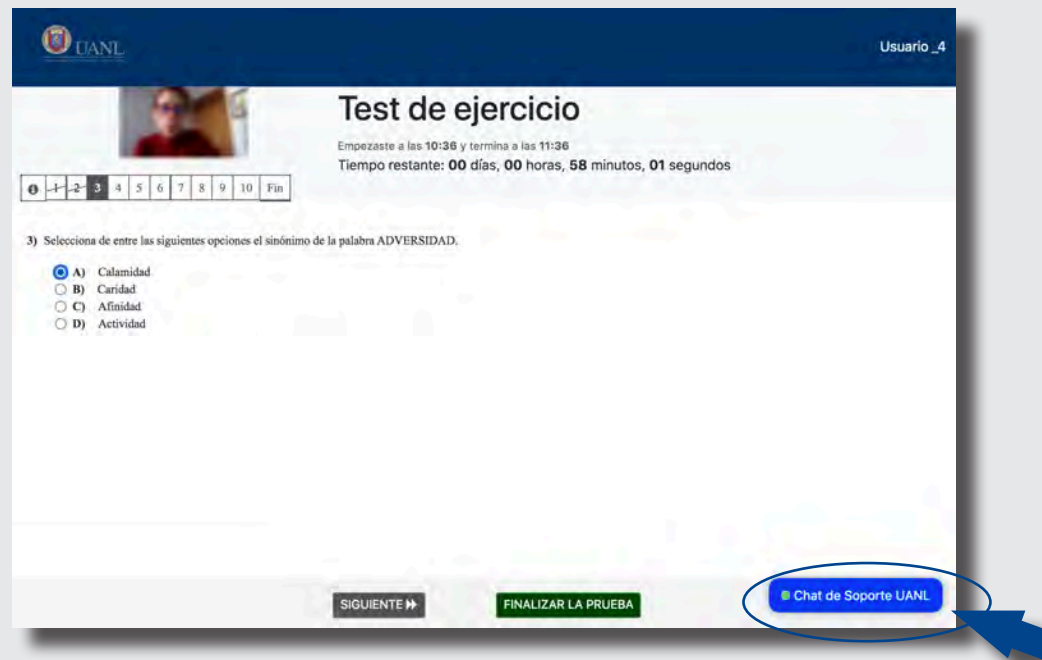 UANL
Usuario _4
Test de ejercicio
Empezaste a las 10:36 y termina a las 11:36
Tiempo restante: 00 días, 00 horas, 58 minutos, 01 segundos
1 2 3 4 5 6 7 8 9 10 Fin
3) Selecciona de entre las siguientes opciones el sinónimo de la palabra ADVERSIDAD.
A) Calamidad
B) Caridad
C) Afinidad
D) Actividad
SIGUIENTE
FINALIZAR LA PRUEBA
Chat de Soporte UANL